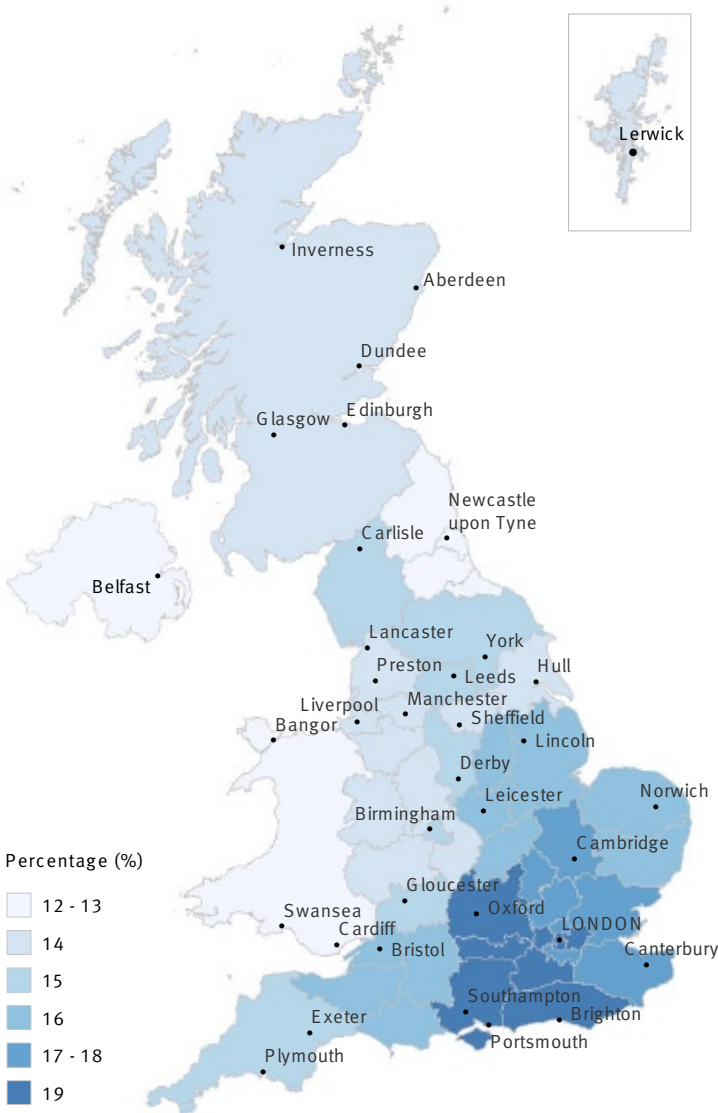 Lerwick
Inverness
Aberdeen
Dundee
Edinburgh
Glasgow
Newcastle
upon Tyne
Carlisle
Belfast
Lancaster
York
Preston
Hull
Leeds
Manchester
Liverpool
Sheffield
Bangor
Lincoln
Derby
Norwich
Leicester
Birmingham
Cambridge
Percentage (%)
Gloucester
12 - 13
Oxford
Swansea
LONDON
Cardiff
14
Bristol
Canterbury
15
Southampton
Exeter
Brighton
16
Portsmouth
Plymouth
17 - 18
19